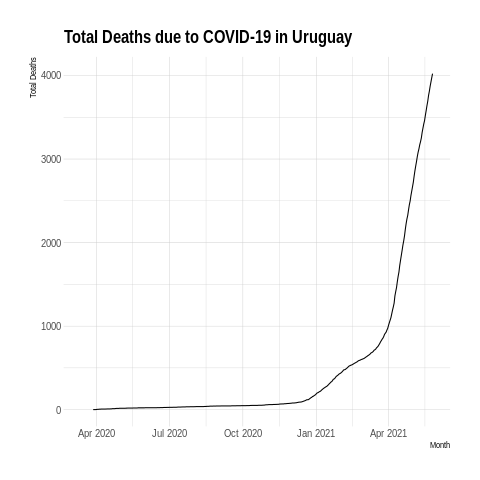 Total Deaths due to COVID-19 in Uruguay
Total Deaths
4000
3000
2000
1000
0
Apr 2020 Jul 2020 Oct 2020 Jan 2021 Apr 2021
Month